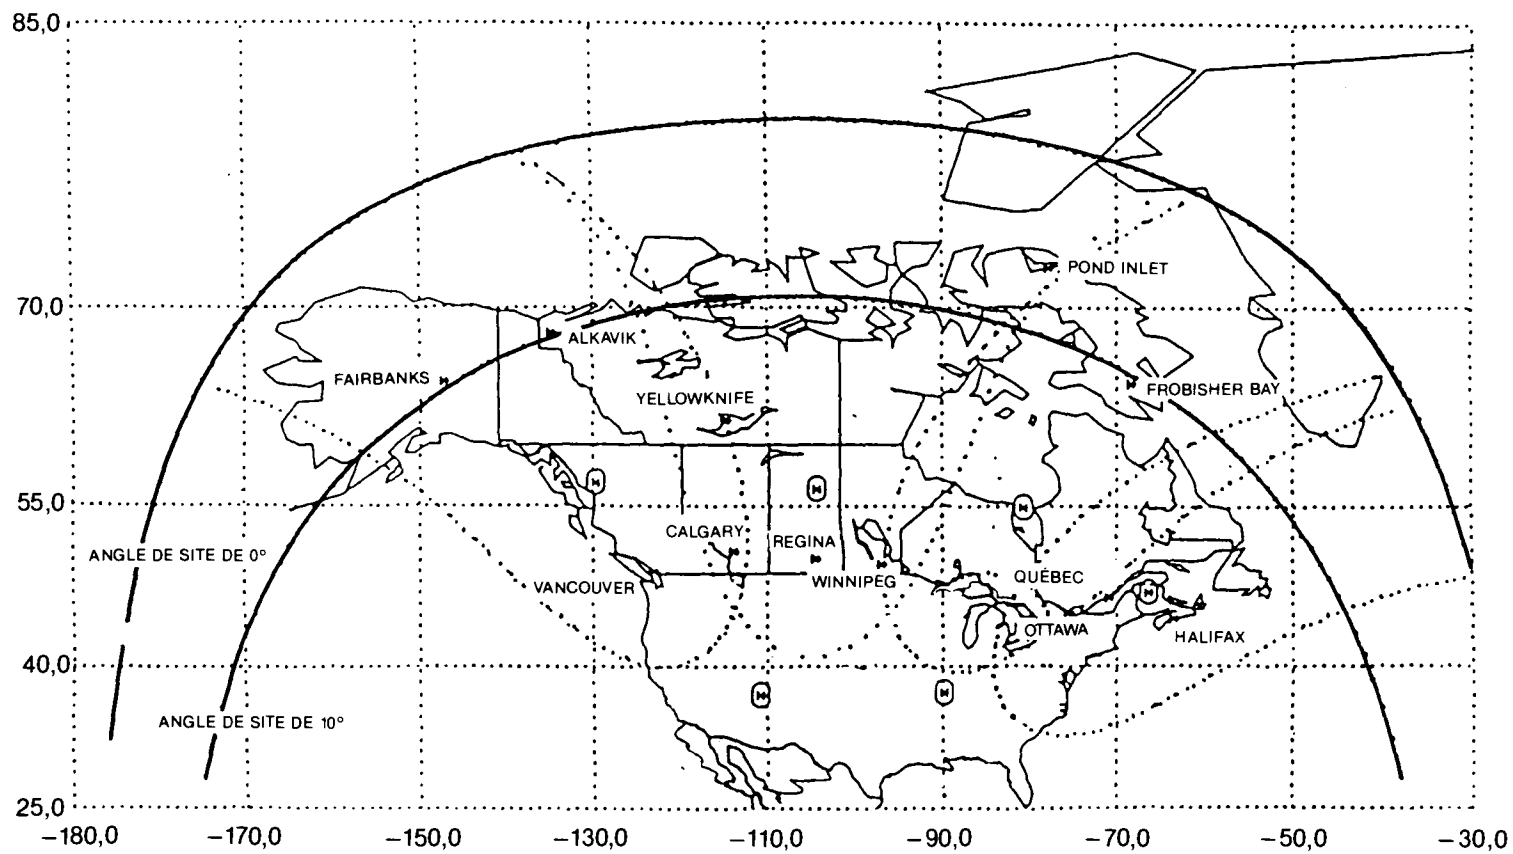 85,0
POND INLET
70,0
ALKAVIK
FAIRBANKS
FROBISHER BAY
YELLOWKNIFE
55,0
CALGARY
REGINA
ANGLE DE SITE DE 0°
QUÉBEC
WINNIPEG
VANCOUVER
OTTAWA
HALIFAX
40,0
ANGLE DE SITE DE 10°
25,0
−180,0 −170,0 −150,0 −130,0 −110,0 −90,0 −70,0 −50,0 −30,0